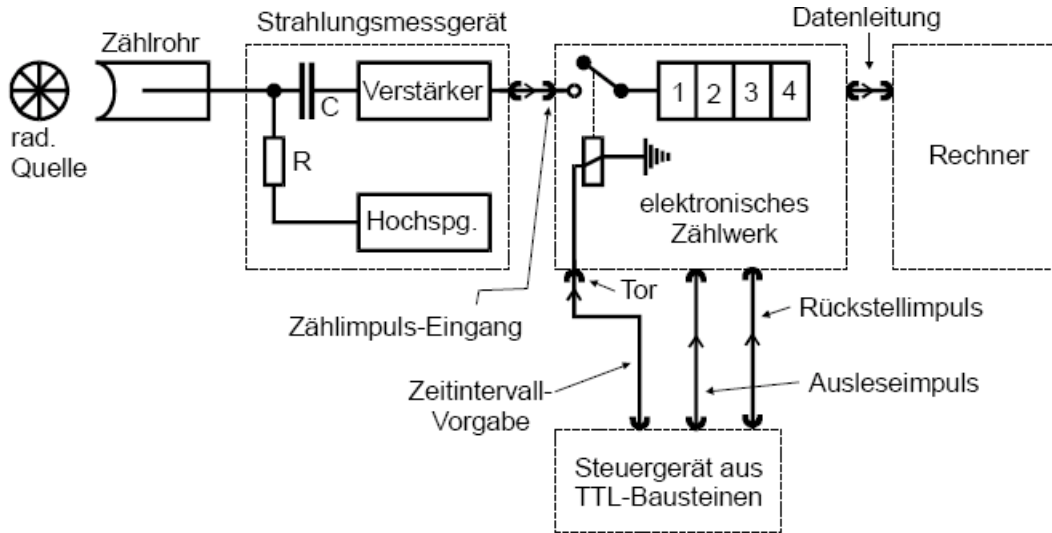 Strahlungsmessgerät
Datenleitung
Zählrohr
C
Verstärker
1 2 3 4
rad.
Quelle
R
Rechner
Hochspg.
elektronisches
Zählwerk
Tor
Zählimpuls-Eingang
Rückstellimpuls
Zeitintervall-
Vorgabe
Ausleseimpuls
Steuergerät aus
TTL-Bausteinen